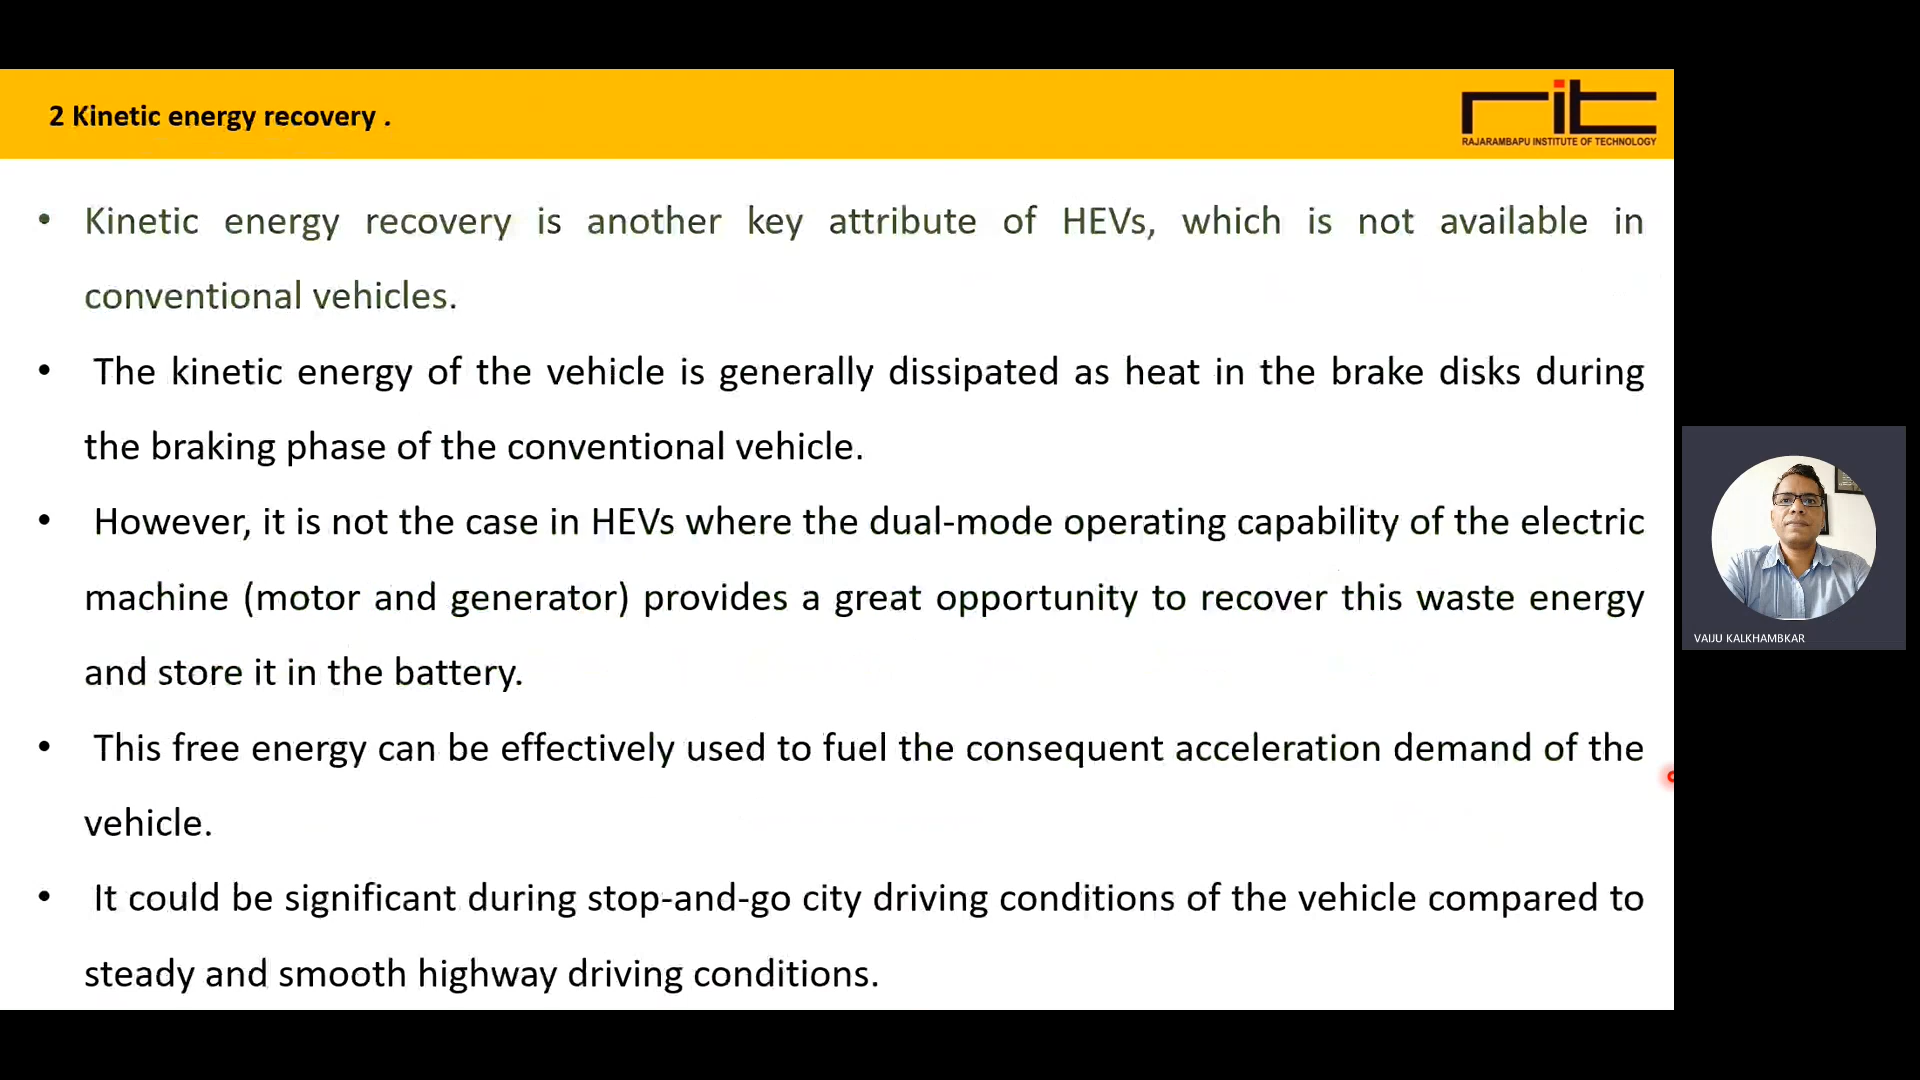 2 Kinetic energy recovery .
rit
RAJARAMBAPU INSTITUTE OF TECHNOLOGY
• Kinetic energy recovery is another key attribute of HEVs, which is not available in
conventional vehicles.
• The kinetic energy of the vehicle is generally dissipated as heat in the brake disks during
the braking phase of the conventional vehicle.
• However, it is not the case in HEVs where the dual-mode operating capability of the electric
machine (motor and generator) provides a great opportunity to recover this waste energy
and store it in the battery.
• This free energy can be effectively used to fuel the consequent acceleration demand of the
vehicle.
• It could be significant during stop-and-go city driving conditions of the vehicle compared to
steady and smooth highway driving conditions.
VAIJU KALKHAMBKAR